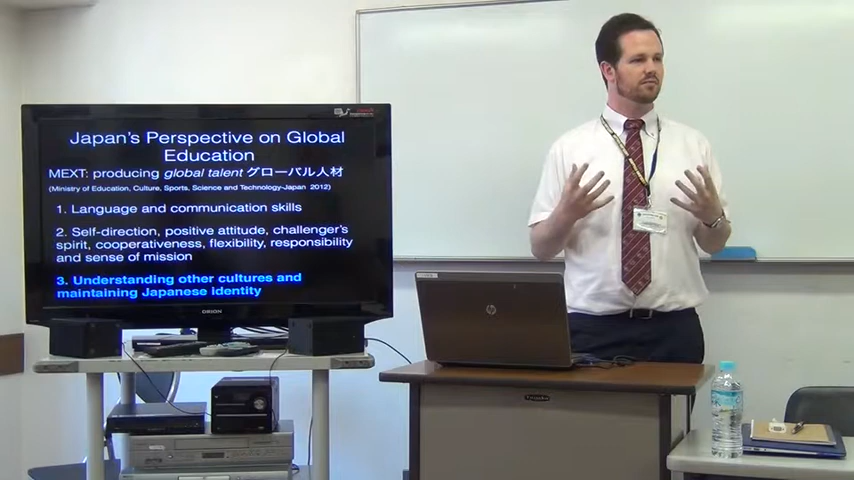 Japan's Perspective on Global
Education
MEXT: producing global talent グローバル人材
(Ministry of Education, Culture, Sports, Science and Technology-Japan 2012)
1. Language and communication skills
2. Self-direction, positive attitude, challenger's
spirit, cooperativeness, flexibility, responsibility
and sense of mission
3. Understanding other cultures and
maintaining Japanese identity
ORION
hp